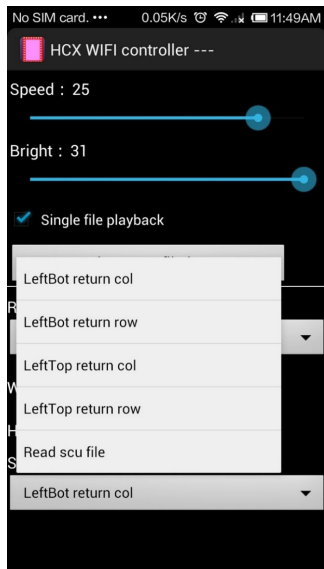 No SIM card. ••• 0.05K/s 11:49AM
HCX WIFI controller ---
Speed : 25
Bright : 31
Single file playback
LeftBot return col
LeftBot return row
LeftTop return col
LeftTop return row
Read scu file
LeftBot return col